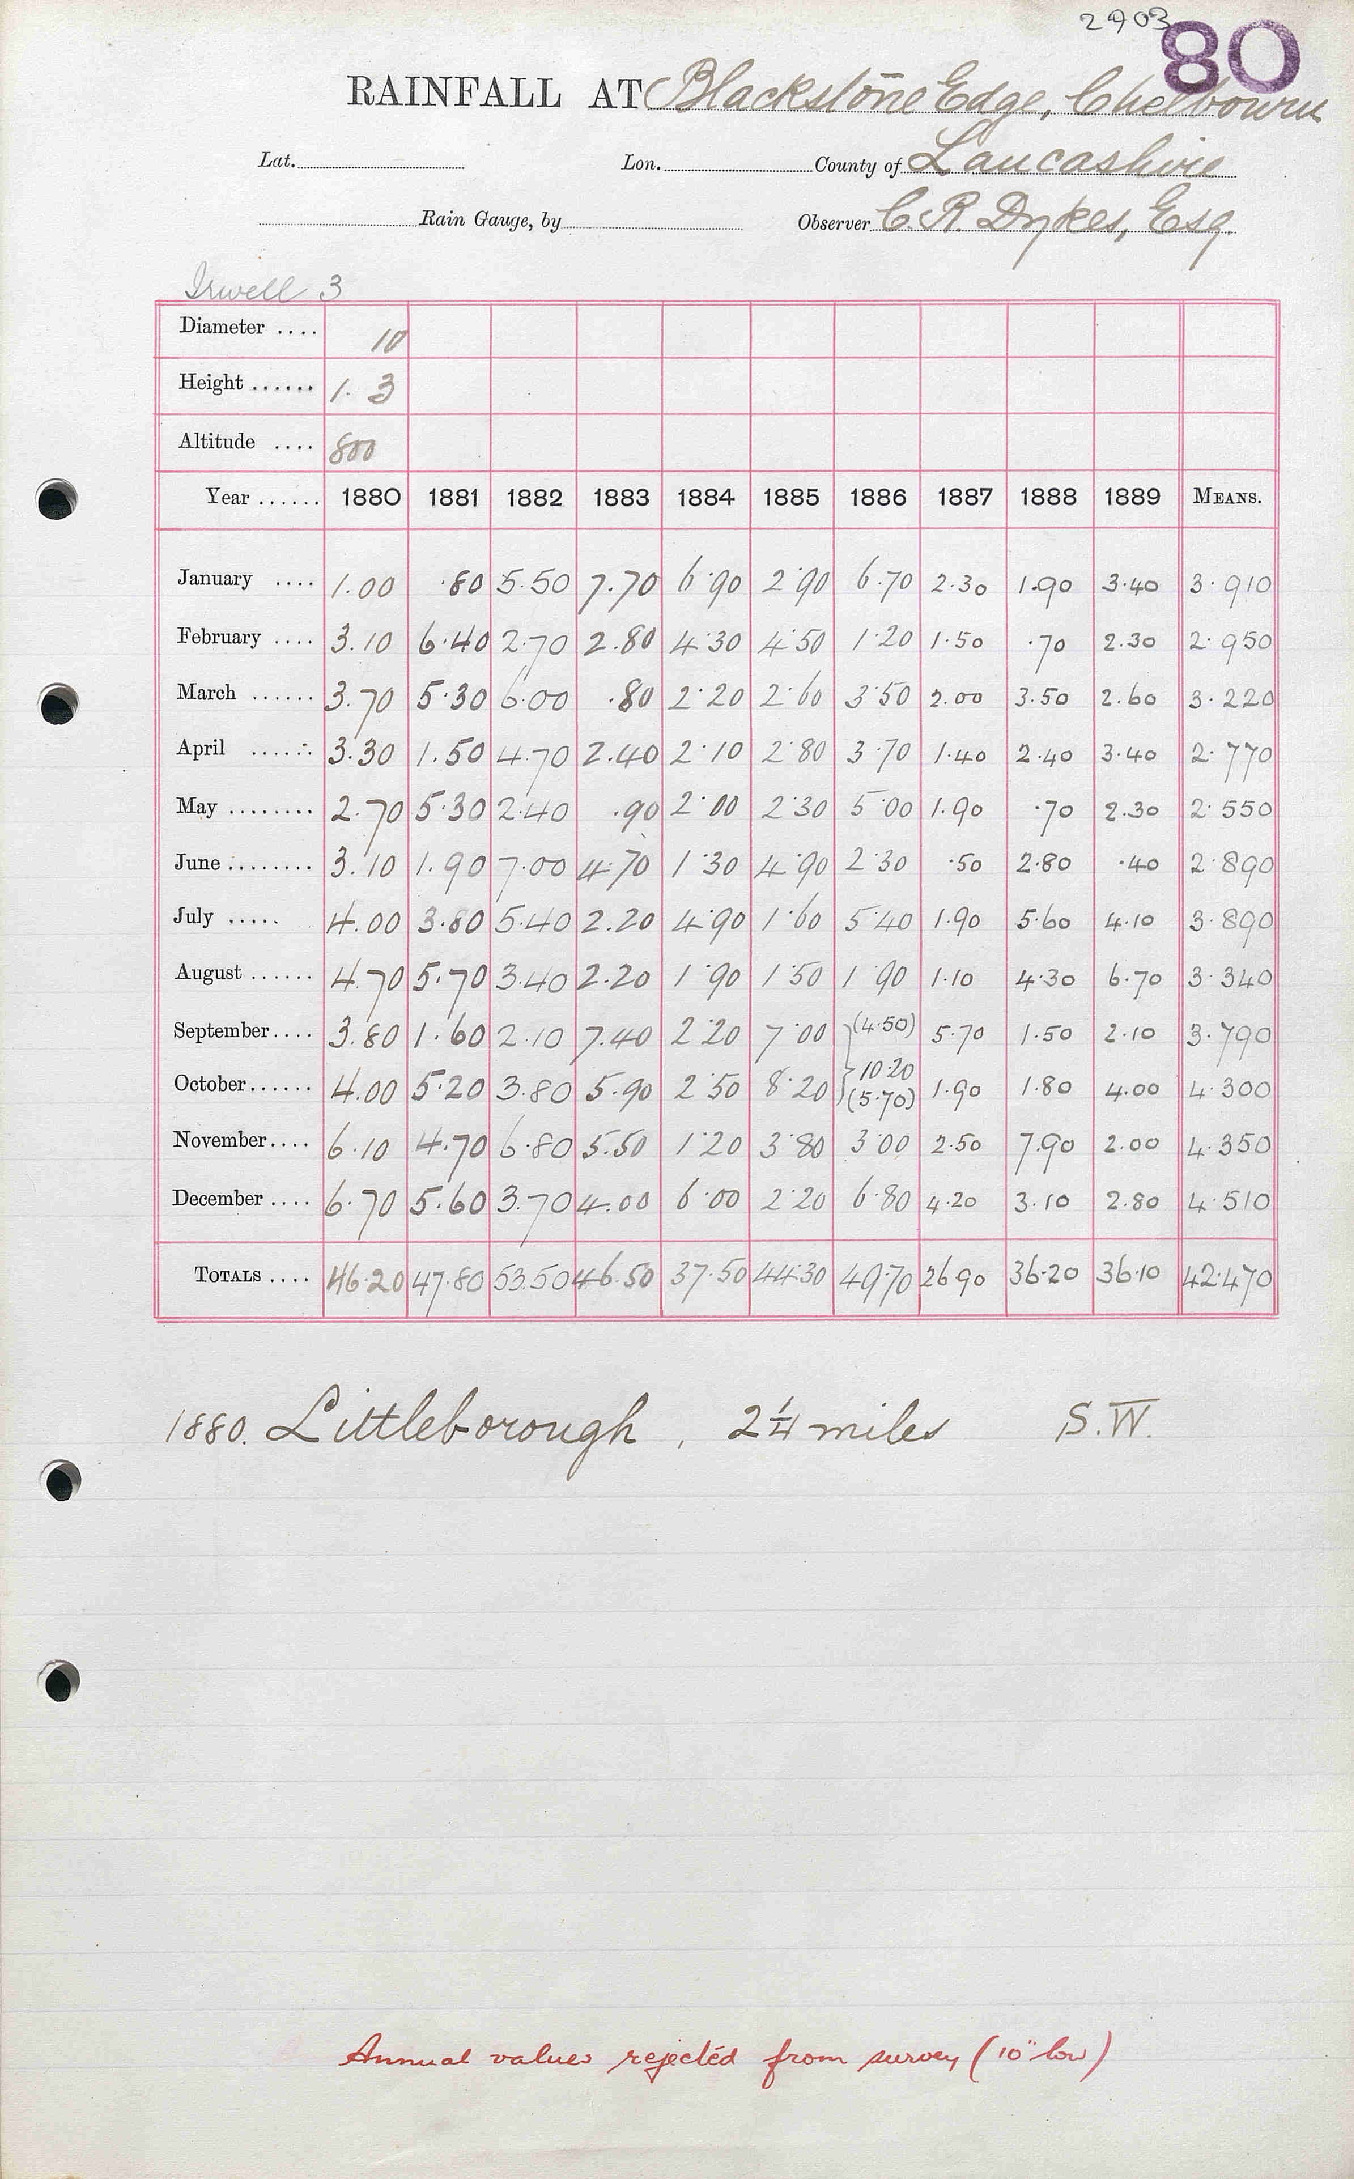 2903
80
RAINFALL AT Blackstone Edge, Chelbourn
Lat. Lon. County of Lancashire
Rain Gauge, by Observer C. R. Dykes, Esq.
Irwell 3
Diameter .... 10
Height ...... 1. 3
Altitude .... 800
Year ...... 1880 1881 1882 1883 1884 1885 1886 1887 1888 1889 MEANS.
January .... 1.00 .80 5.50 7.70 6.90 2.90 6.70 2.30 1.90 3.40 3.910
February .... 3.10 6.40 2.70 2.80 4.30 4.50 1.20 1.50 .70 2.30 2.950
March ...... 3.70 5.30 6.00 .80 2.20 2.60 3.50 2.00 3.50 2.60 3.220
April ...... 3.30 1.50 4.70 2.40 2.10 2.80 3.70 1.40 2.40 3.40 2.770
May ........ 2.70 5.30 2.40 .90 2.00 2.30 5.00 1.90 .70 2.30 2.550
June ........ 3.10 1.90 7.00 4.70 1.30 4.90 2.30 .50 2.80 .40 2.890
July ..... 4.00 3.80 5.40 2.20 4.90 1.60 5.40 1.90 5.60 4.10 3.890
August ...... 4.70 5.70 3.40 2.20 1.90 1.50 1.90 1.10 4.30 6.70 3.340
September.... 3.80 1.60 2.10 7.40 2.20 7.00 (4.50) 5.70 1.50 2.10 3.790
10.20
October...... 4.00 5.20 3.80 5.90 2.50 8.20 (5.70) 1.90 1.80 4.00 4.300
November.... 6.10 4.70 6.80 5.50 1.20 3.80 3.00 2.50 7.90 2.00 4.350
December .... 6.70 5.60 3.70 4.00 6.00 2.20 6.80 4.20 3.10 2.80 4.510
TOTALS .... 46.20 47.80 53.50 46.50 37.50 44.30 49.70 26.90 36.20 36.10 42.470
1880. Littleborough, 2¼ miles S.W.
Annual values rejected from survey (10" low)